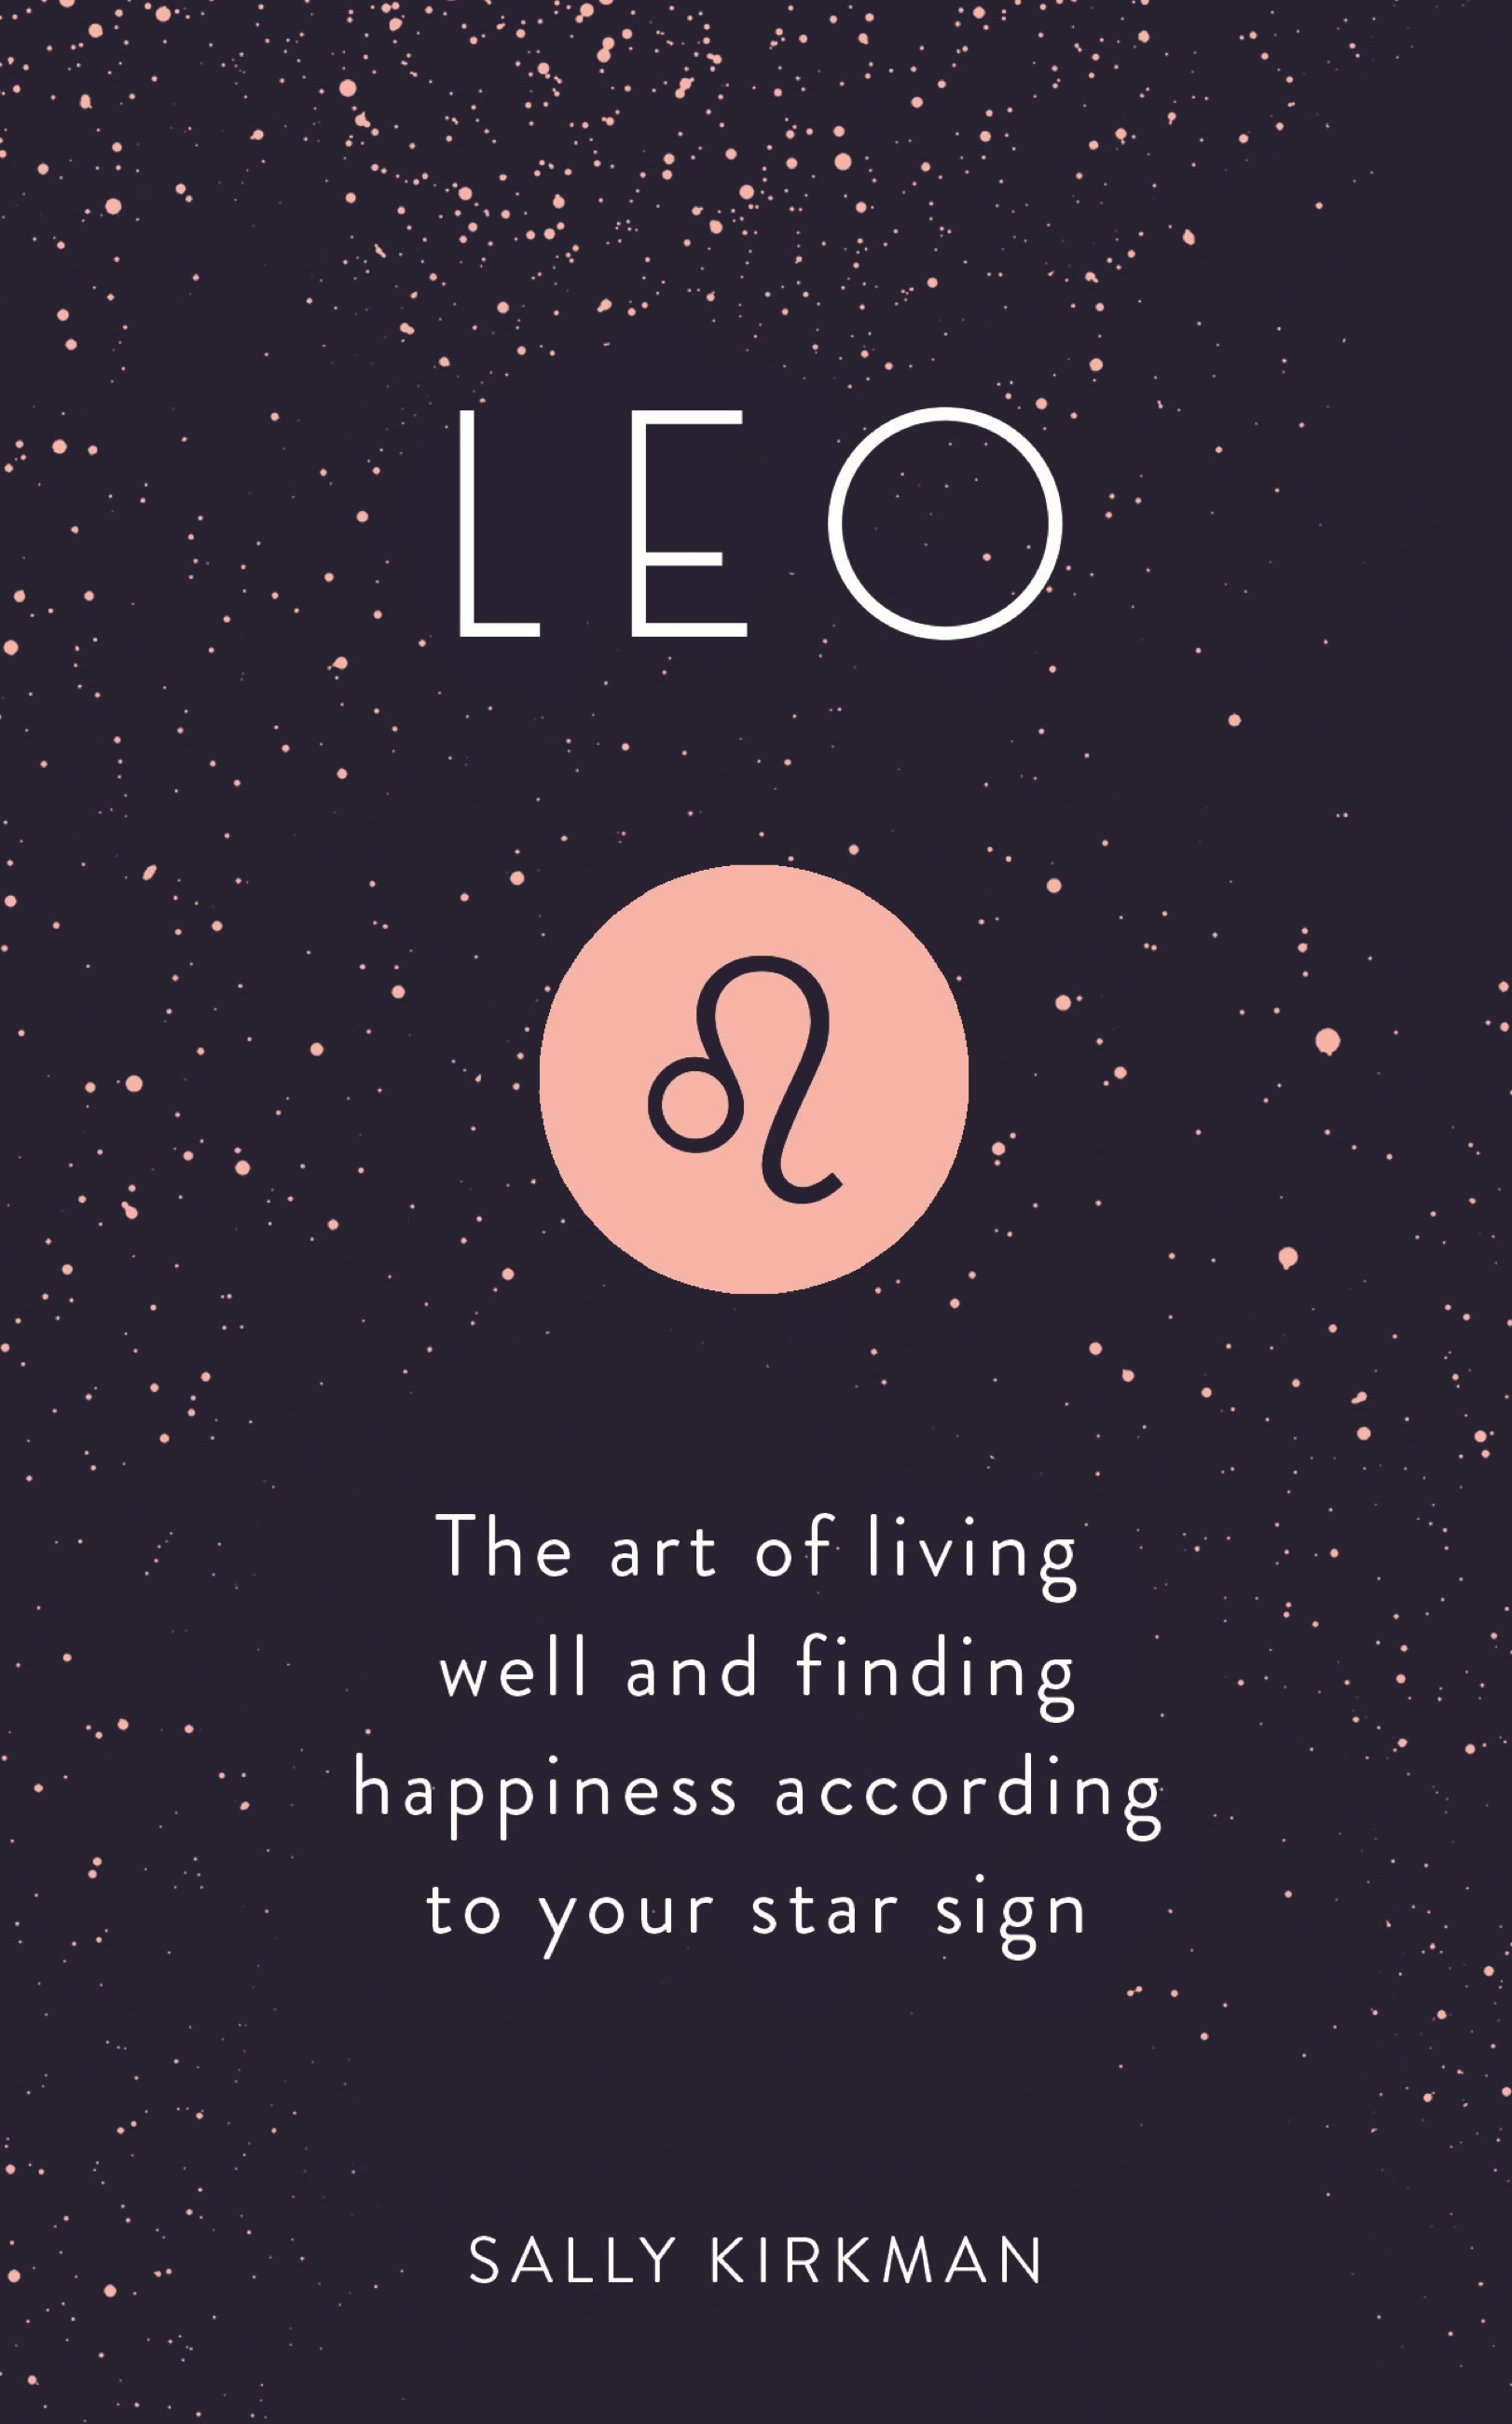 LEO
The art of living
well and finding
happiness according
to your star sign
SALLY KIRKMAN